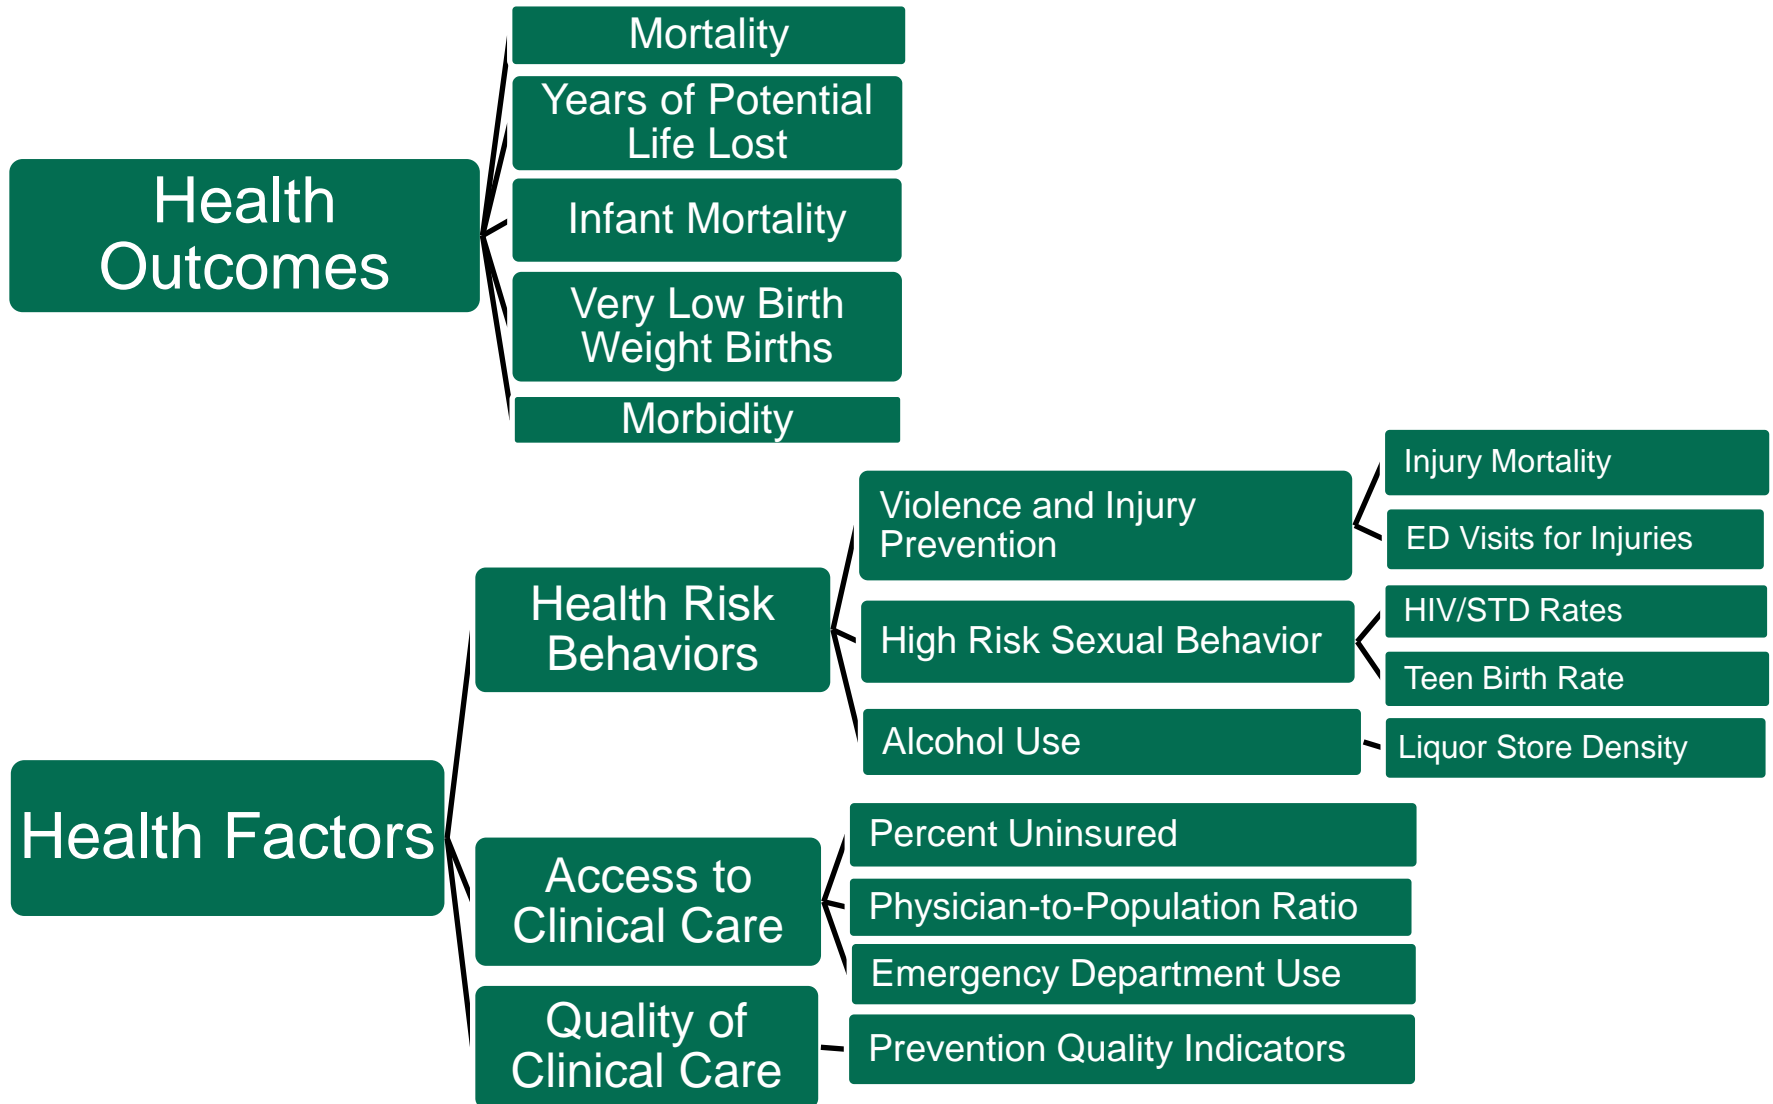 Health
Outcomes
Mortality
Years of Potential
Life Lost
Infant Mortality
Very Low Birth
Weight Births
Morbidity
Health Factors
Health Risk
Behaviors
Violence and Injury
Prevention
Injury Mortality
ED Visits for Injuries
High Risk Sexual Behavior
HIV/STD Rates
Teen Birth Rate
Alcohol Use
Liquor Store Density
Access to
Clinical Care
Percent Uninsured
Physician-to-Population Ratio
Emergency Department Use
Quality of
Clinical Care
Prevention Quality Indicators